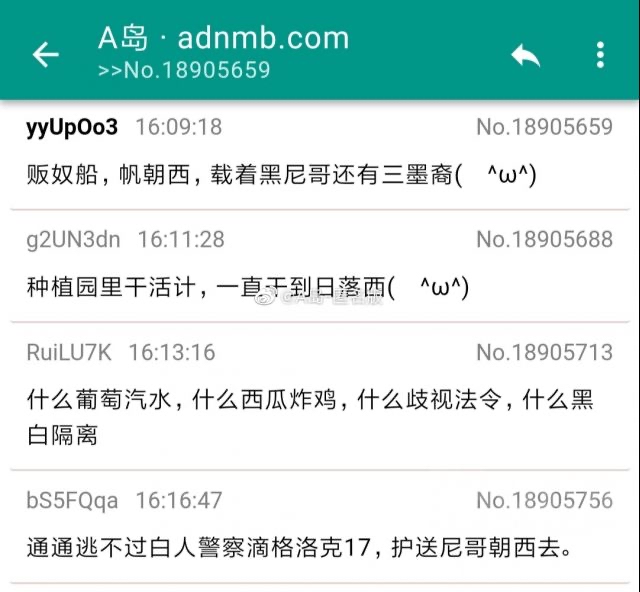 A岛 · adnmb.com
>>No.18905659
yyUpOo3 16:09:18 No.18905659
贩奴船，帆朝西，载着黑尼哥还有三墨裔( ^ω^)
g2UN3dn 16:11:28 No.18905688
种植园里干活计，一直干到日落西( ^ω^)
RuiLU7K 16:13:16 No.18905713
什么葡萄汽水，什么西瓜炸鸡，什么歧视法令，什么黑
白隔离
bS5FQqa 16:16:47 No.18905756
通通逃不过白人警察滴格洛克17，护送尼哥朝西去。